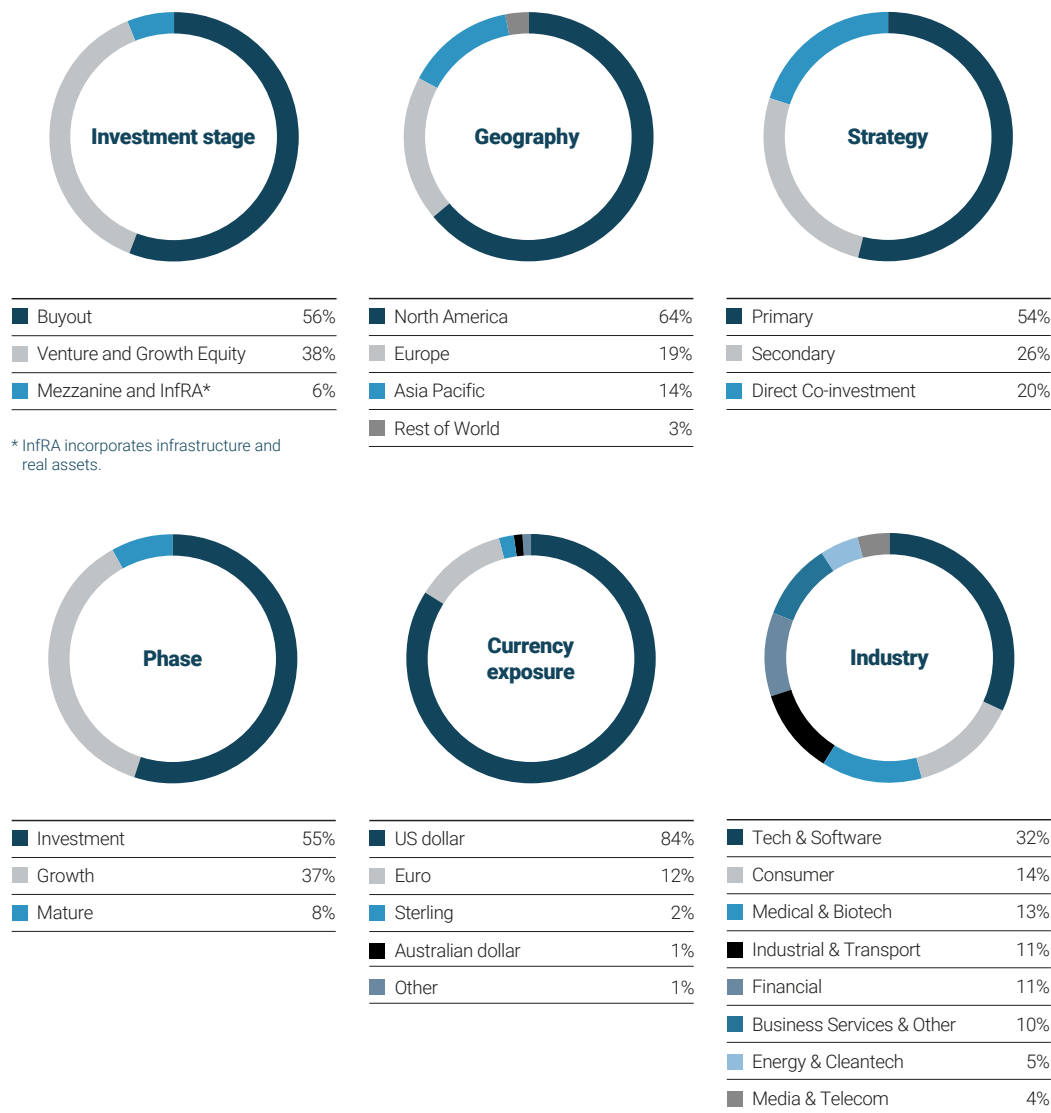 Investment stage
Buyout 56%
Venture and Growth Equity 38%
Mezzanine and InfRA* 6%
* InfRA incorporates infrastructure and
real assets.
Geography
North America 64%
Europe 19%
Asia Pacific 14%
Rest of World 3%
Strategy
Primary 54%
Secondary 26%
Direct Co-investment 20%
Phase
Investment 55%
Growth 37%
Mature 8%
Currency
exposure
US dollar 84%
Euro 12%
Sterling 2%
Australian dollar 1%
Other 1%
Industry
Tech & Software 32%
Consumer 14%
Medical & Biotech 13%
Industrial & Transport 11%
Financial 11%
Business Services & Other 10%
Energy & Cleantech 5%
Media & Telecom 4%